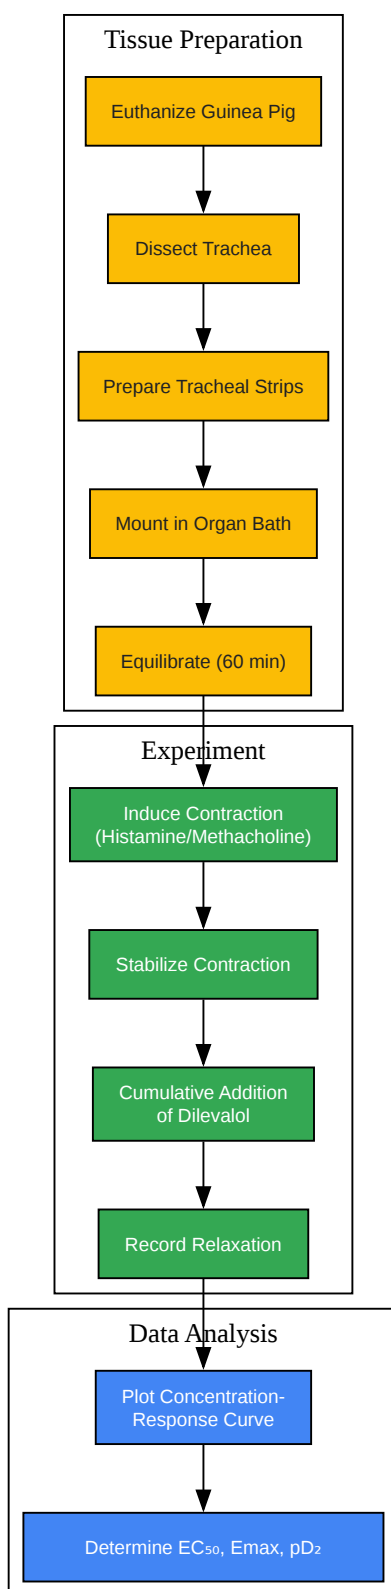 Tissue Preparation
Euthanize Guinea Pig
Dissect Trachea
Prepare Tracheal Strips
Mount in Organ Bath
Equilibrate (60 min)
Experiment
Induce Contraction
(Histamine/Methacholine)
Stabilize Contraction
Cumulative Addition
of Dilevalol
Record Relaxation
Data Analysis
Plot Concentration-
Response Curve
Determine EC₅₀, Emax, pD₂